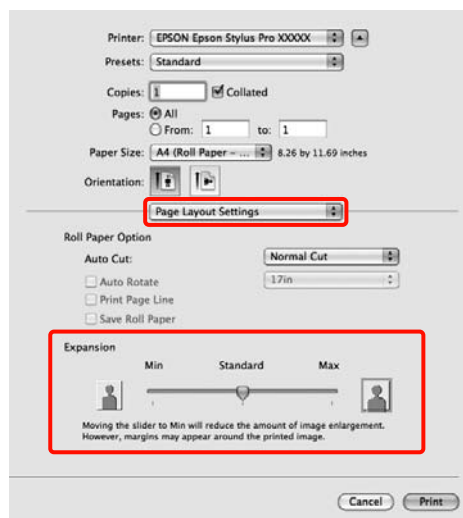 Printer: EPSON Epson Stylus Pro XXXXX
Presets: Standard
Copies: 1 Collated
Pages: All
From: 1 to: 1
Paper Size: A4 (Roll Paper – ... 8.26 by 11.69 inches
Orientation:
Page Layout Settings
Roll Paper Option
Auto Cut: Normal Cut
Auto Rotate 17in
Print Page Line
Save Roll Paper
Expansion
Min Standard Max
Moving the slider to Min will reduce the amount of image enlargement.
However, margins may appear around the printed image.
Cancel Print